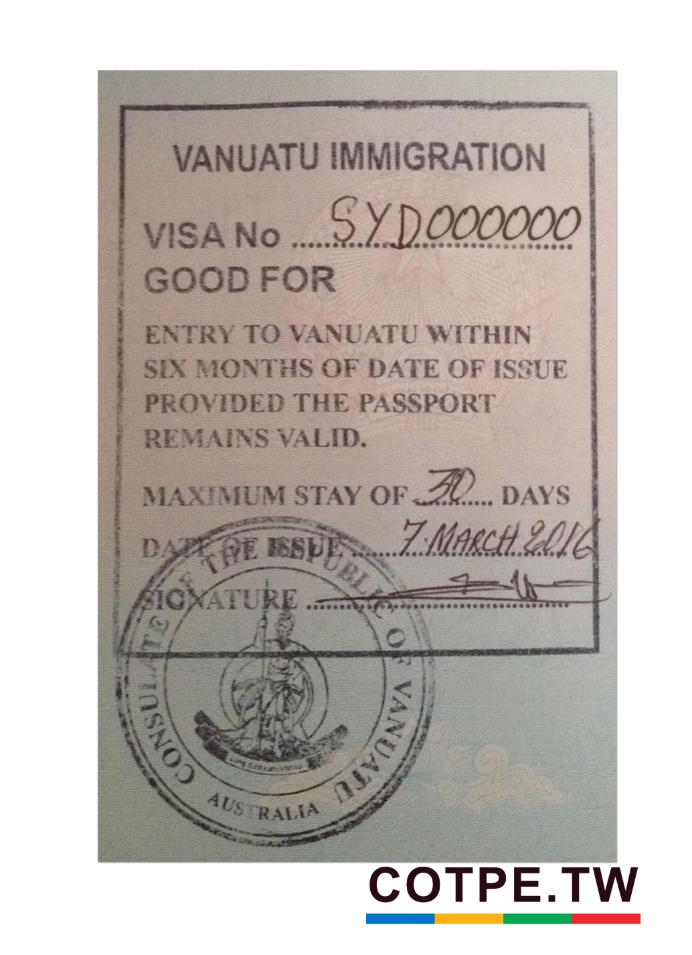 VANUATU IMMIGRATION
VISA No ......SYD000000
GOOD FOR
ENTRY TO VANUATU WITHIN
SIX MONTHS OF DATE OF ISSUE
PROVIDED THE PASSPORT
REMAINS VALID.
MAXIMUM STAY OF 30 DAYS
DATE OF ISSUE 7 MARCH 2016
SIGNATURE
CONSULATE OF THE REPUBLIC OF VANUATU
AUSTRALIA
COTPE.TW